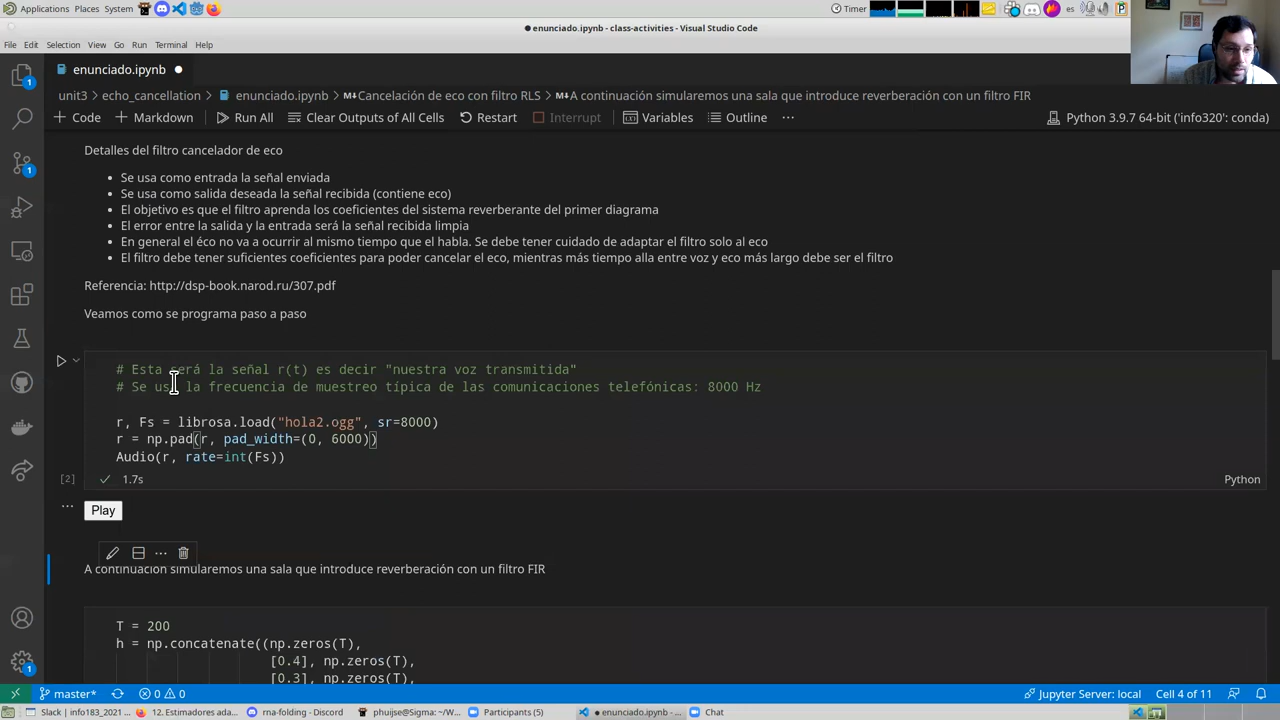 Applications Places System Timer es
enunciado.ipynb - class-activities - Visual Studio Code
File Edit Selection View Go Run Terminal Help
enunciado.ipynb
unit3 > echo_cancellation > enunciado.ipynb > Cancelación de eco con filtro RLS > A continuación simularemos una sala que introduce reverberación con un filtro FIR
+ Code + Markdown Run All Clear Outputs of All Cells Restart Interrupt Variables Outline ... Python 3.9.7 64-bit ('info320': conda)
Detalles del filtro cancelador de eco
• Se usa como entrada la señal enviada
• Se usa como salida deseada la señal recibida (contiene eco)
• El objetivo es que el filtro aprenda los coeficientes del sistema reverberante del primer diagrama
• El error entre la salida y la entrada será la señal recibida limpia
• En general el éco no va a ocurrir al mismo tiempo que el habla. Se debe tener cuidado de adaptar el filtro solo al eco
• El filtro debe tener suficientes coeficientes para poder cancelar el eco, mientras más tiempo alla entre voz y eco más largo debe ser el filtro
Referencia: http://dsp-book.narod.ru/307.pdf
Veamos como se programa paso a paso
# Esta será la señal r(t) es decir "nuestra voz transmitida"
# Se usa la frecuencia de muestreo típica de las comunicaciones telefónicas: 8000 Hz
r, Fs = librosa.load("hola2.ogg", sr=8000)
r = np.pad(r, pad_width=(0, 6000))
Audio(r, rate=int(Fs))
[2] 1.7s Python
... Play
...
A continuación simularemos una sala que introduce reverberación con un filtro FIR
T = 200
h = np.concatenate((np.zeros(T),
[0.4], np.zeros(T),
[0.3], np.zeros(T),
master* 0 0 Jupyter Server: local Cell 4 of 11
Slack | info183_2021 ... 12. Estimadores ada... rna-folding - Discord phuijse@Sigma: ~/W... Participants (5) enunciado.ipynb - ... Chat